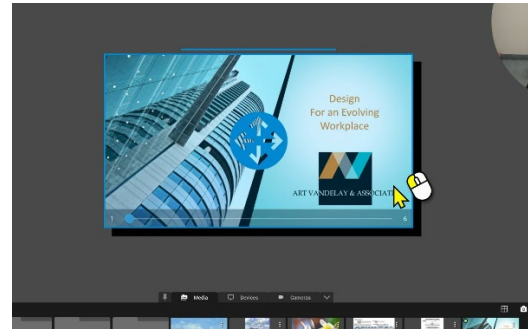 Design
For an Evolving
Workplace
ART VANDELAY & ASSOCIAT
1
6
Media
Devices
Cameras